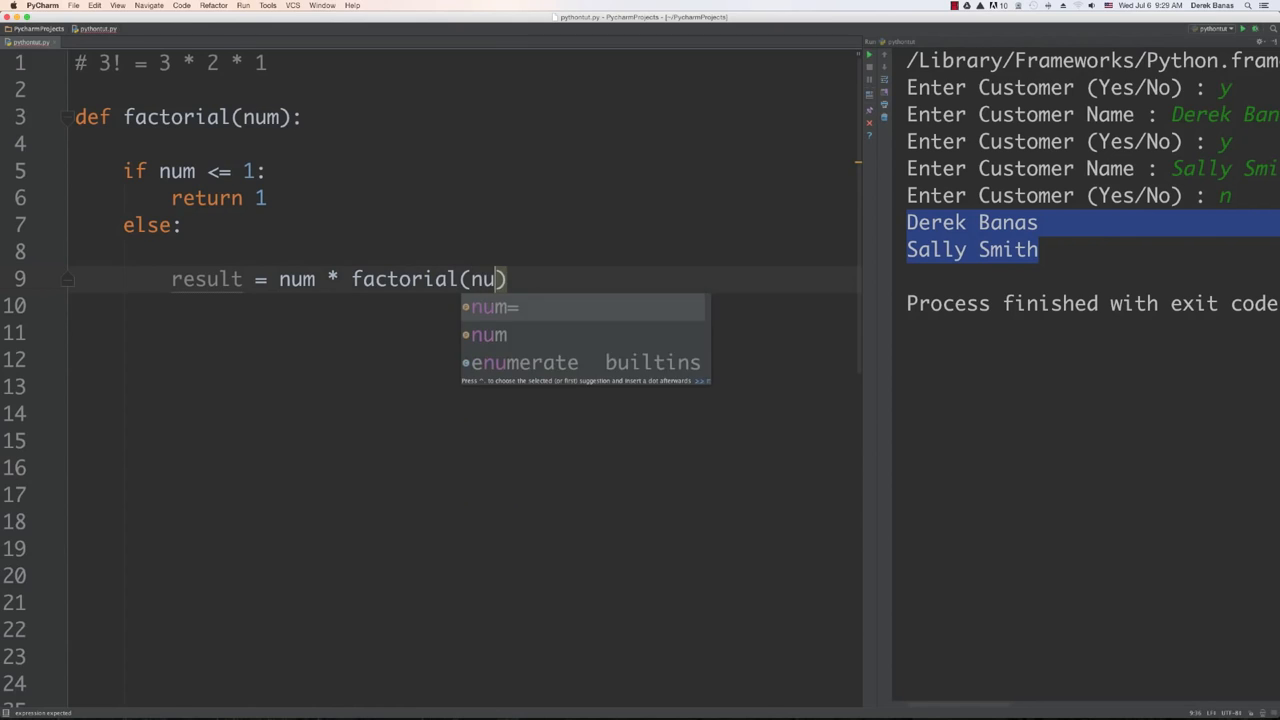 PyCharm File Edit View Navigate Code Refactor Run Tools VCS Window Help 10 Wed Jul 6 9:29 AM Derek Banas
pythontut.py - PycharmProjects - [~/PycharmProjects]
PycharmProjects pythontut.py pythontut
pythontut.py
Run: pythontut
1 # 3! = 3 * 2 * 1
2
3 def factorial(num):
4
5 if num <= 1:
6 return 1
7 else:
8
9 result = num * factorial(nu)
10
11
12
13
14
15
16
17
18
19
20
21
22
23
24
25
num=
num
enumerate builtins
Press ^. to choose the selected (or first) suggestion and insert a dot afterwards >>
/Library/Frameworks/Python.fram
Enter Customer (Yes/No) : y
Enter Customer Name : Derek Ban
Enter Customer (Yes/No) : y
Enter Customer Name : Sally Smi
Enter Customer (Yes/No) : n
Derek Banas
Sally Smith
Process finished with exit code
expression expected
9:36 LF UTF-8